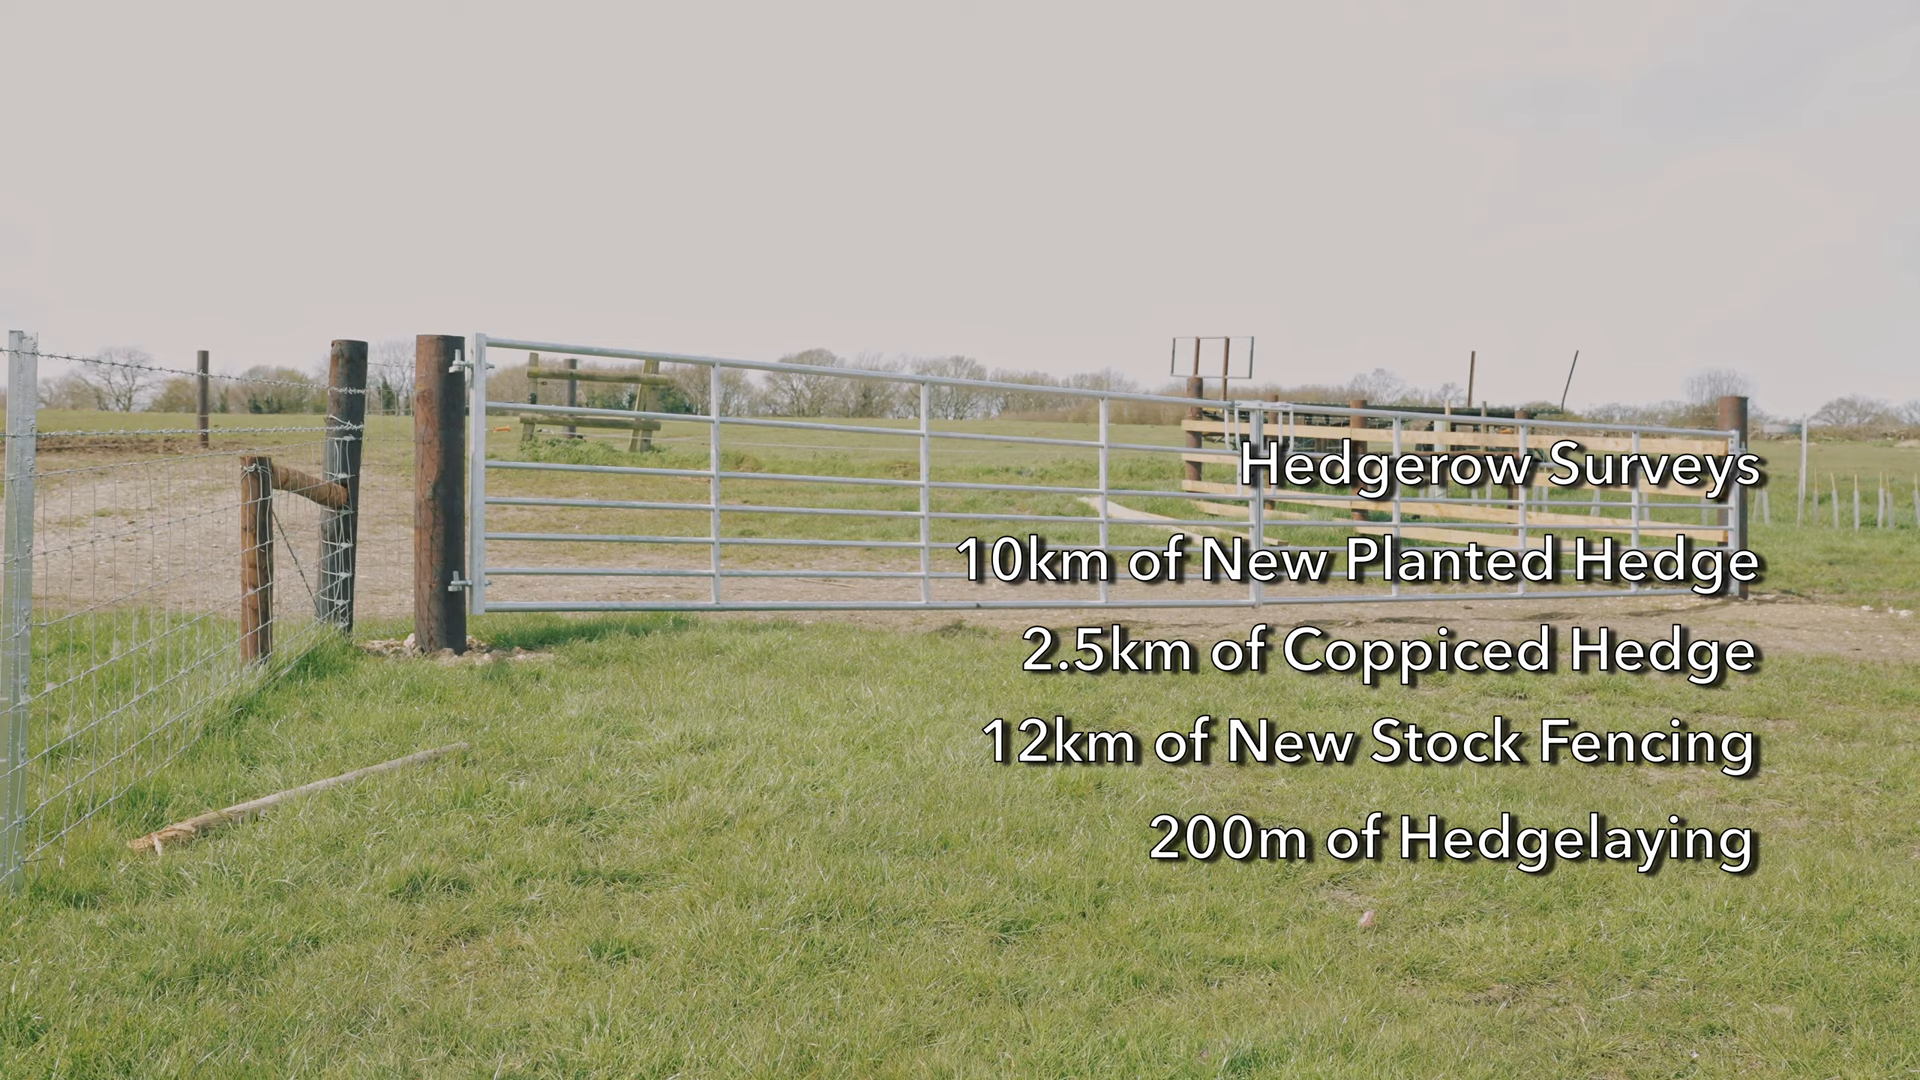 Hedgerow Surveys
10km of New Planted Hedge
2.5km of Coppiced Hedge
12km of New Stock Fencing
200m of Hedgelaying